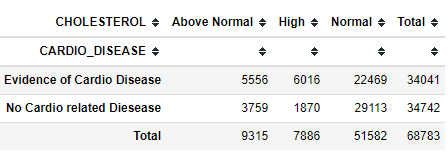 CHOLESTEROL Above Normal High Normal Total
CARDIO_DISEASE
Evidence of Cardio Disease 5556 6016 22469 34041
No Cardio related Diesease 3759 1870 29113 34742
Total 9315 7886 51582 68783